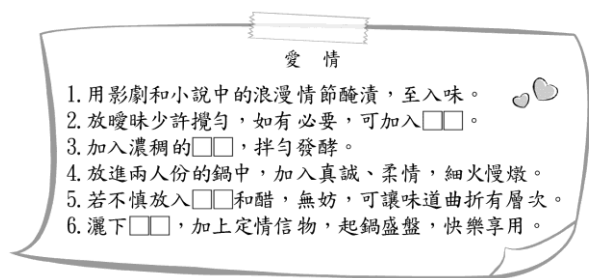 愛 情
1. 用影劇和小說中的浪漫情節醃漬，至入味。
2. 放曖昧少許攪勻，如有必要，可加入□□。
3. 加入濃稠的□□，拌勻發酵。
4. 放進兩人份的鍋中，加入真誠、柔情，細火慢燉。
5. 若不慎放入□□和醋，無妨，可讓味道曲折有層次。
6. 灑下□□，加上定情信物，起鍋盛盤，快樂享用。